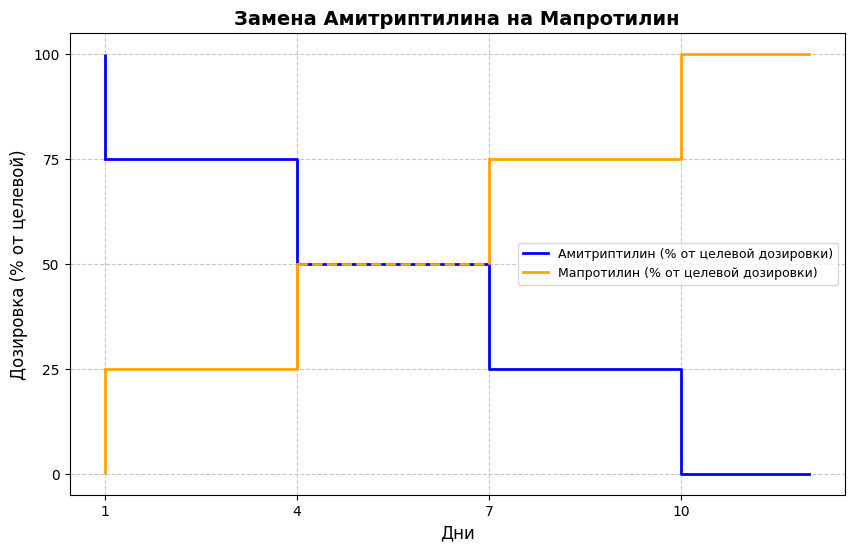 Замена Амитриптилина на Мапротилин
Дозировка (% от целевой)
100
75
50
25
0
Амитриптилин (% от целевой дозировки)
Мапротилин (% от целевой дозировки)
1 4 7 10
Дни